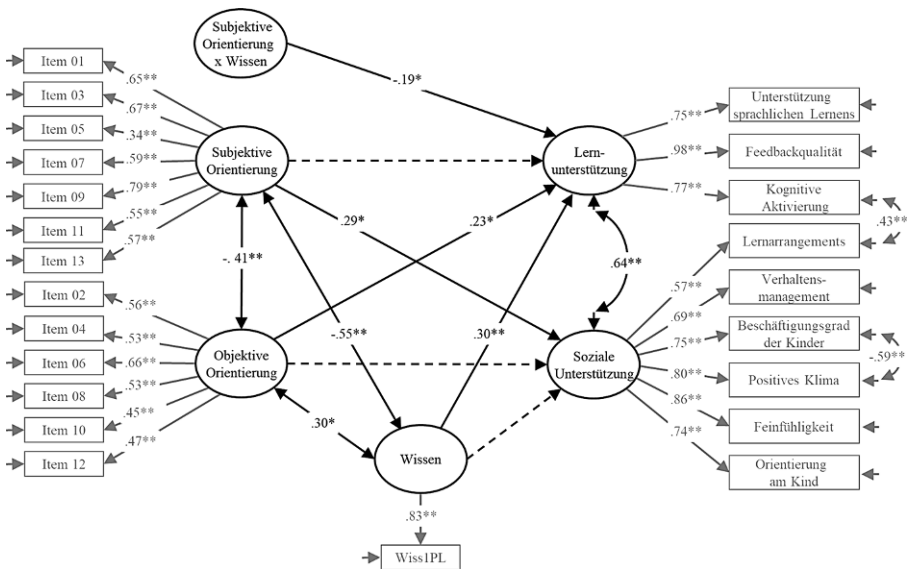 Subjektive
Orientierung
x Wissen
Item 01
Item 03
Item 05
Item 07
Item 09
Item 11
Item 13
Item 02
Item 04
Item 06
Item 08
Item 10
Item 12
.65**
.67**
.34**
.59**
.79**
.55**
.57**
.56**
.53**
.66**
.53**
.45**
.47**
Subjektive
Orientierung
Objektive
Orientierung
Wissen
-.19*
-. 41**
.29*
.23*
-.55**
.30**
.30*
.64**
.83**
Wiss1PL
Lern-
unterstützung
Soziale
Unterstützung
.75**
.98**
.77**
.57**
.69**
.75**
.80**
.86**
.74**
Unterstützung
sprachlichen Lernens
Feedbackqualität
Kognitive
Aktivierung
Lernarrangements
Verhaltens-
management
Beschäftigungsgrad
der Kinder
Positives Klima
Feinfühligkeit
Orientierung
am Kind
.43**
-.59**